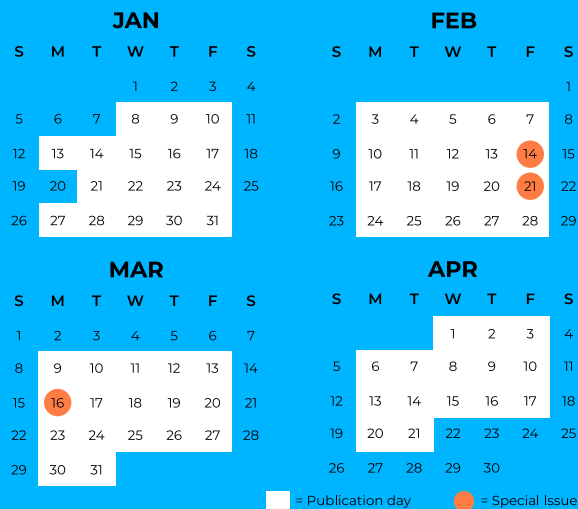 JAN
S M T W T F S
1 2 3 4
5 6 7 8 9 10 11
12 13 14 15 16 17 18
19 20 21 22 23 24 25
26 27 28 29 30 31
FEB
S M T W T F S
1
2 3 4 5 6 7 8
9 10 11 12 13 14 15
16 17 18 19 20 21 22
23 24 25 26 27 28 29
MAR
S M T W T F S
1 2 3 4 5 6 7
8 9 10 11 12 13 14
15 16 17 18 19 20 21
22 23 24 25 26 27 28
29 30 31
APR
S M T W T F S
1 2 3 4
5 6 7 8 9 10 11
12 13 14 15 16 17 18
19 20 21 22 23 24 25
26 27 28 29 30
= Publication day
= Special Issue